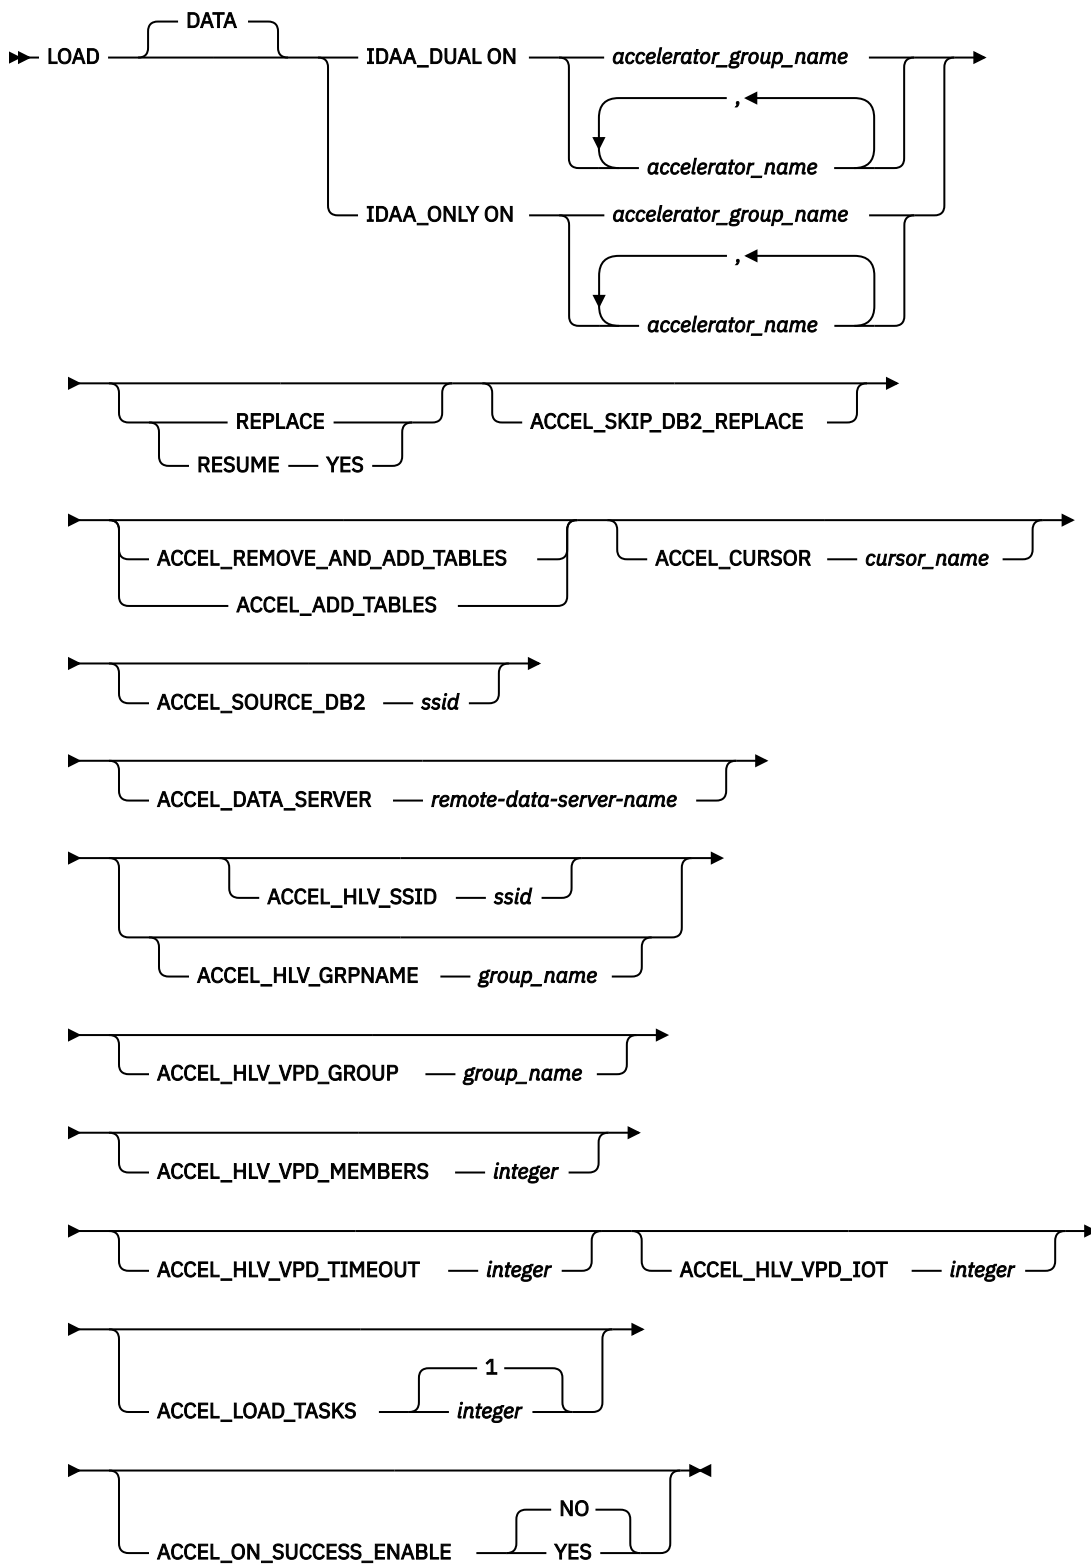 DATA
LOAD IDAA_DUAL ON accelerator_group_name
,
accelerator_name
IDAA_ONLY ON accelerator_group_name
,
accelerator_name
REPLACE ACCEL_SKIP_DB2_REPLACE
RESUME YES
ACCEL_REMOVE_AND_ADD_TABLES ACCEL_CURSOR cursor_name
ACCEL_ADD_TABLES
ACCEL_SOURCE_DB2 ssid
ACCEL_DATA_SERVER remote-data-server-name
ACCEL_HLV_SSID ssid
ACCEL_HLV_GRPNAME group_name
ACCEL_HLV_VPD_GROUP group_name
ACCEL_HLV_VPD_MEMBERS integer
ACCEL_HLV_VPD_TIMEOUT integer ACCEL_HLV_VPD_IOT integer
1
ACCEL_LOAD_TASKS integer
NO
ACCEL_ON_SUCCESS_ENABLE YES